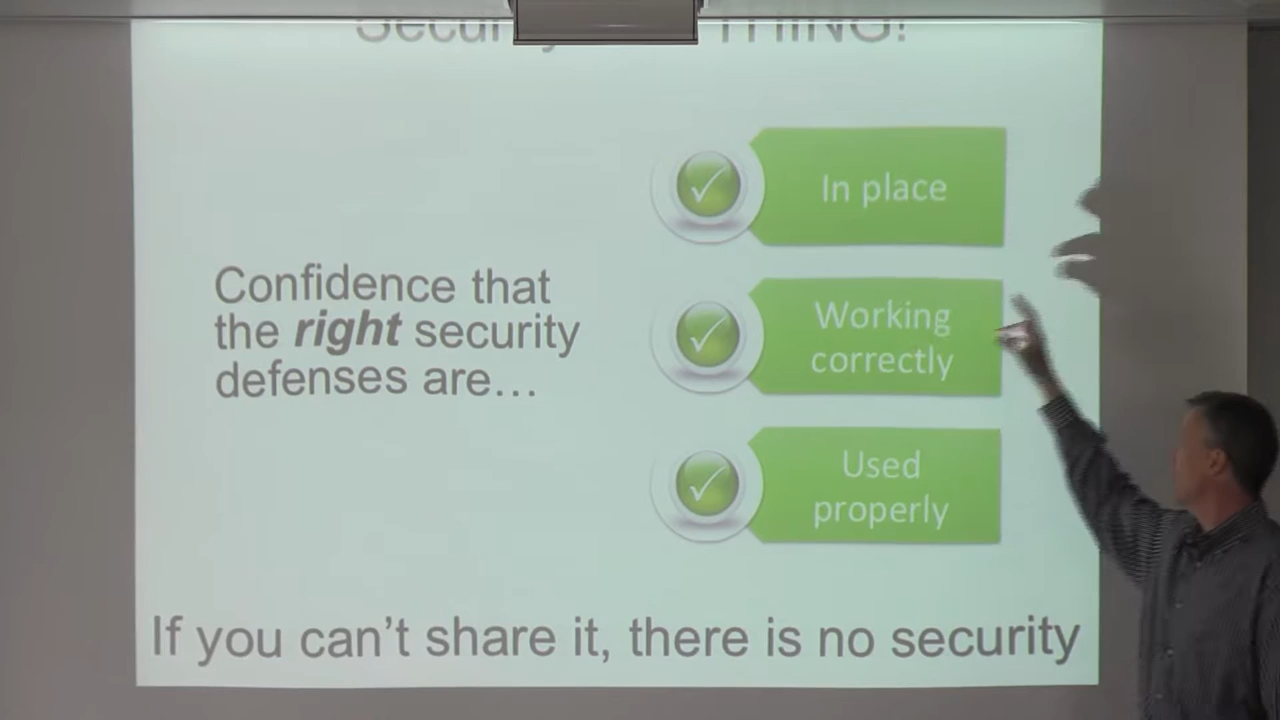 THING!
Confidence that
the right security
defenses are…
In place
Working
correctly
Used
properly
If you can't share it, there is no security